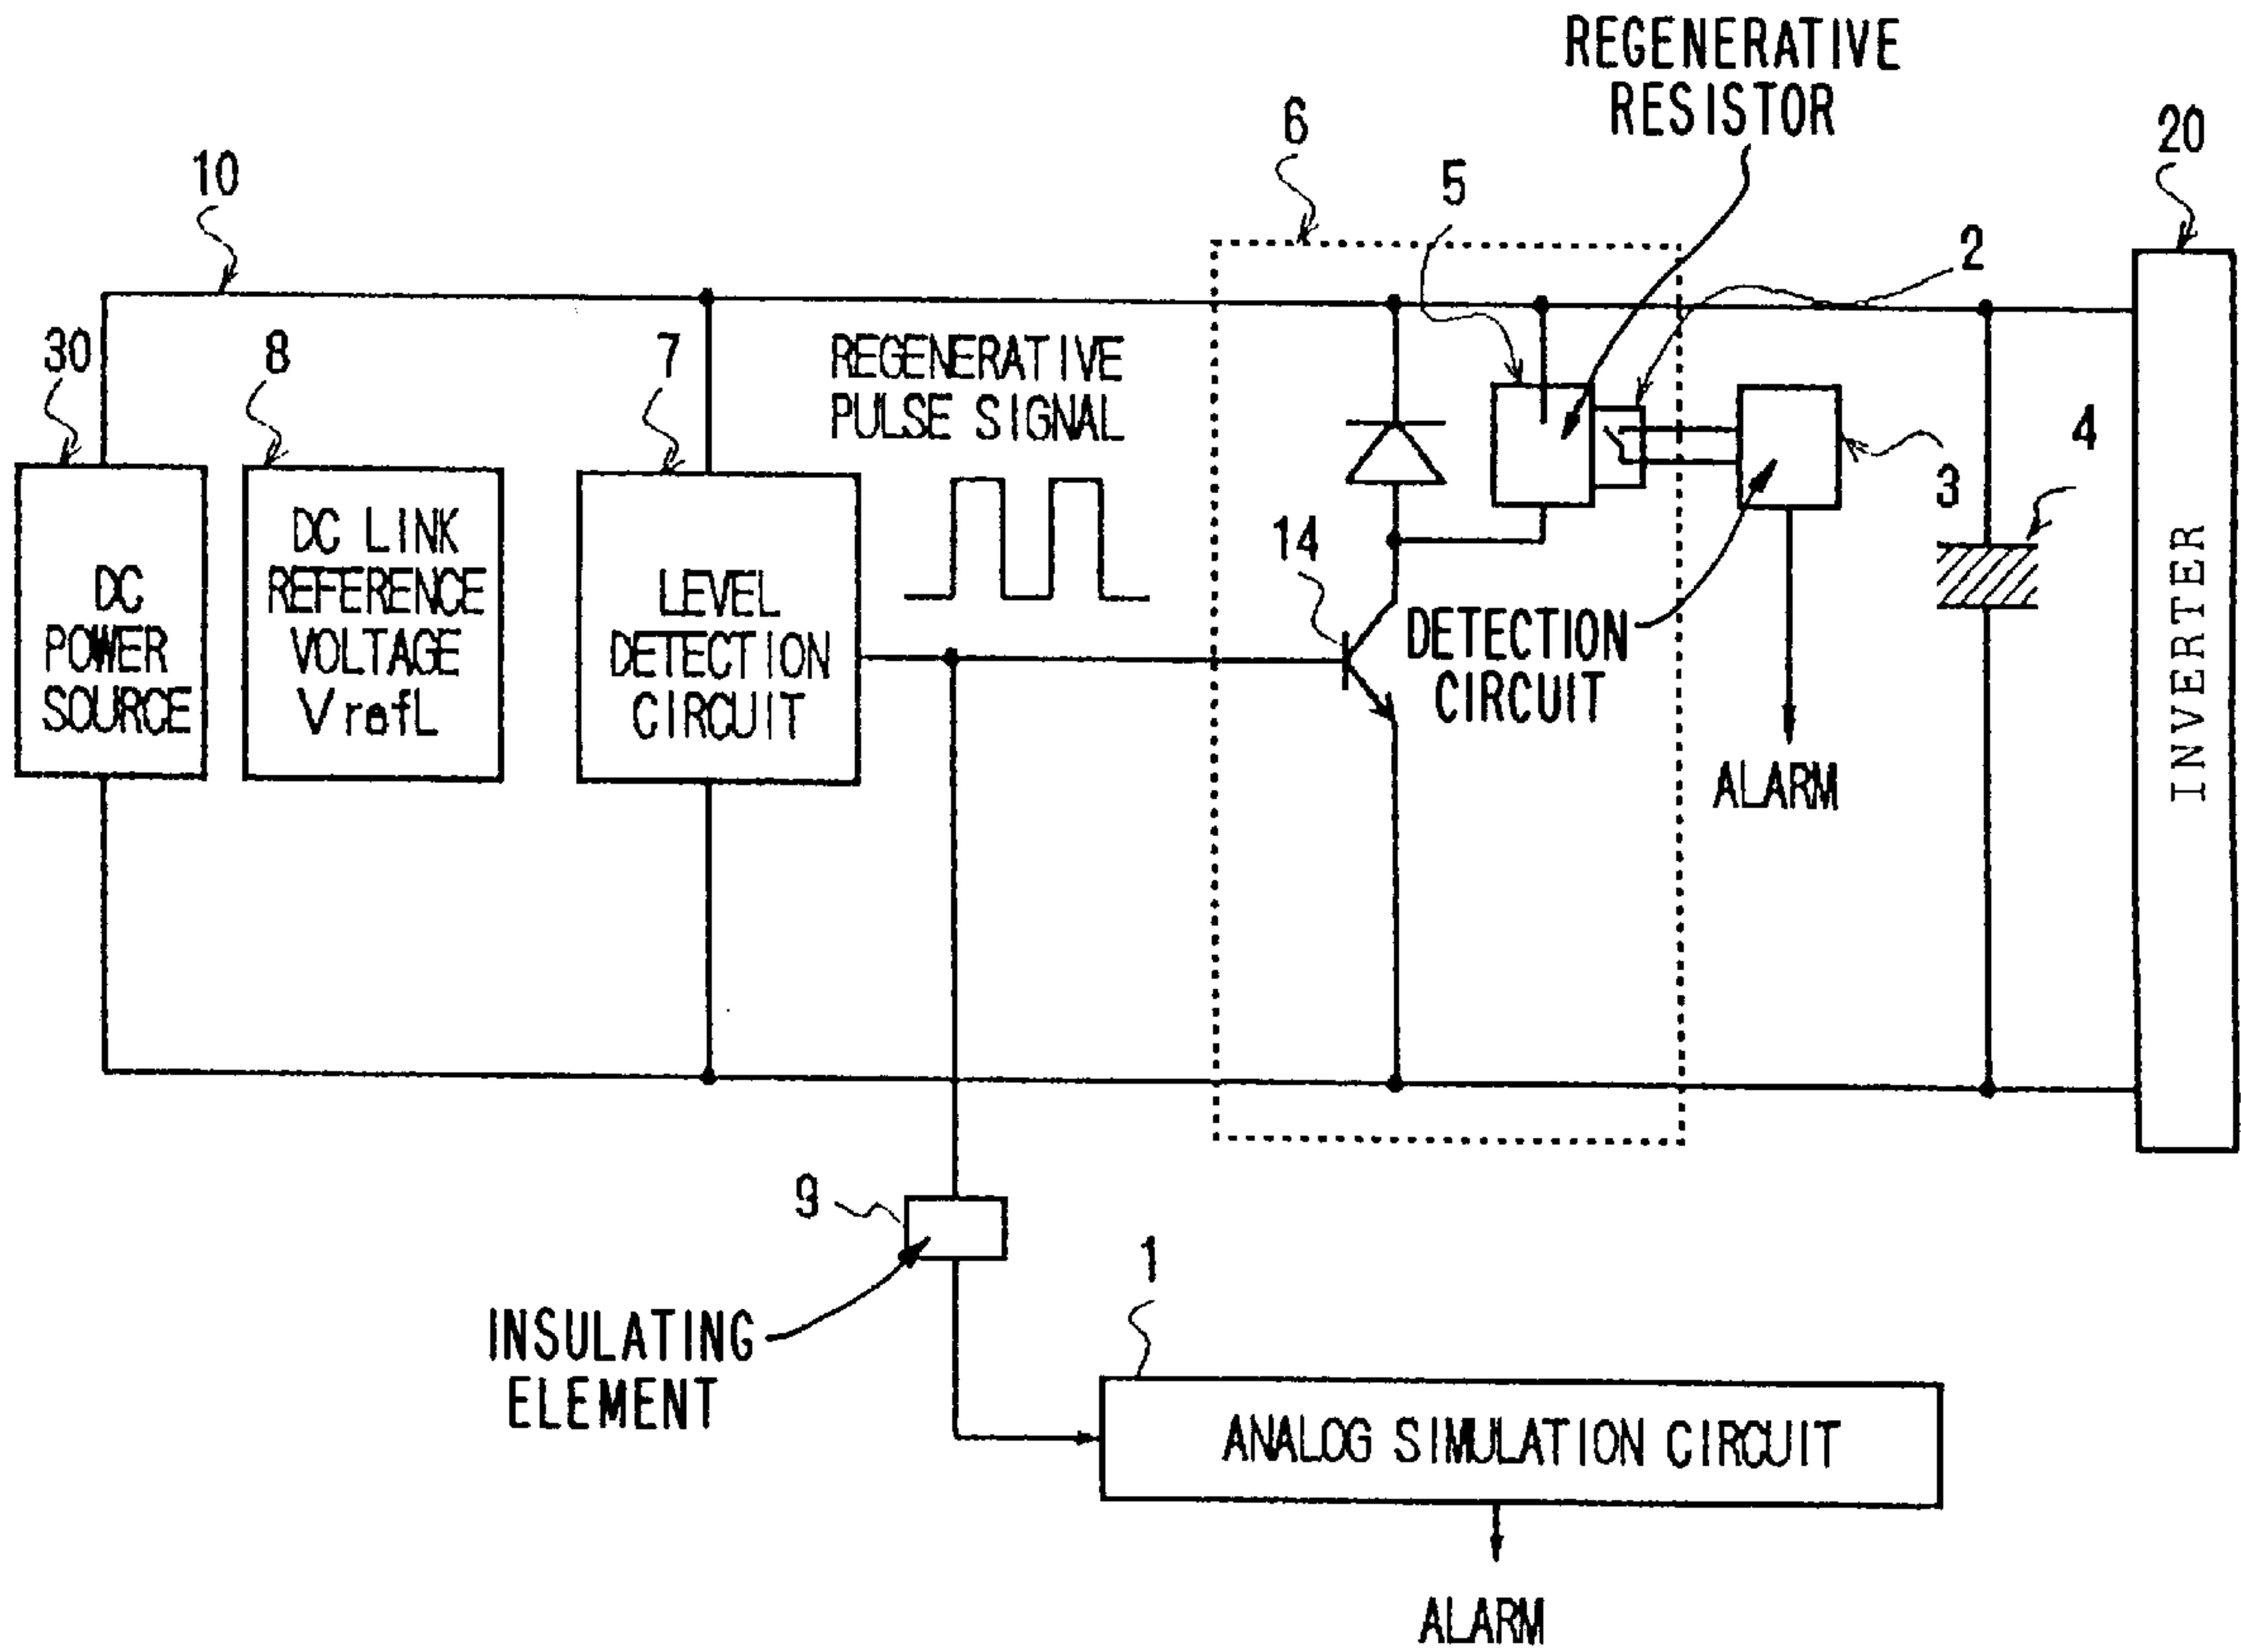 REGENERATIVE
RESISTOR
6
20
10
5
2
30
8
7
REGENERATIVE
PULSE SIGNAL
4
3
14
DC LINK
REFERENCE
VOLTAGE
VrefL
DC
POWER
SOURCE
LEVEL
DETECTION
CIRCUIT
DETECTION
CIRCUIT
INVERTER
ALARM
9
1
INSULATING
ELEMENT
ANALOG SIMULATION CIRCUIT
ALARM